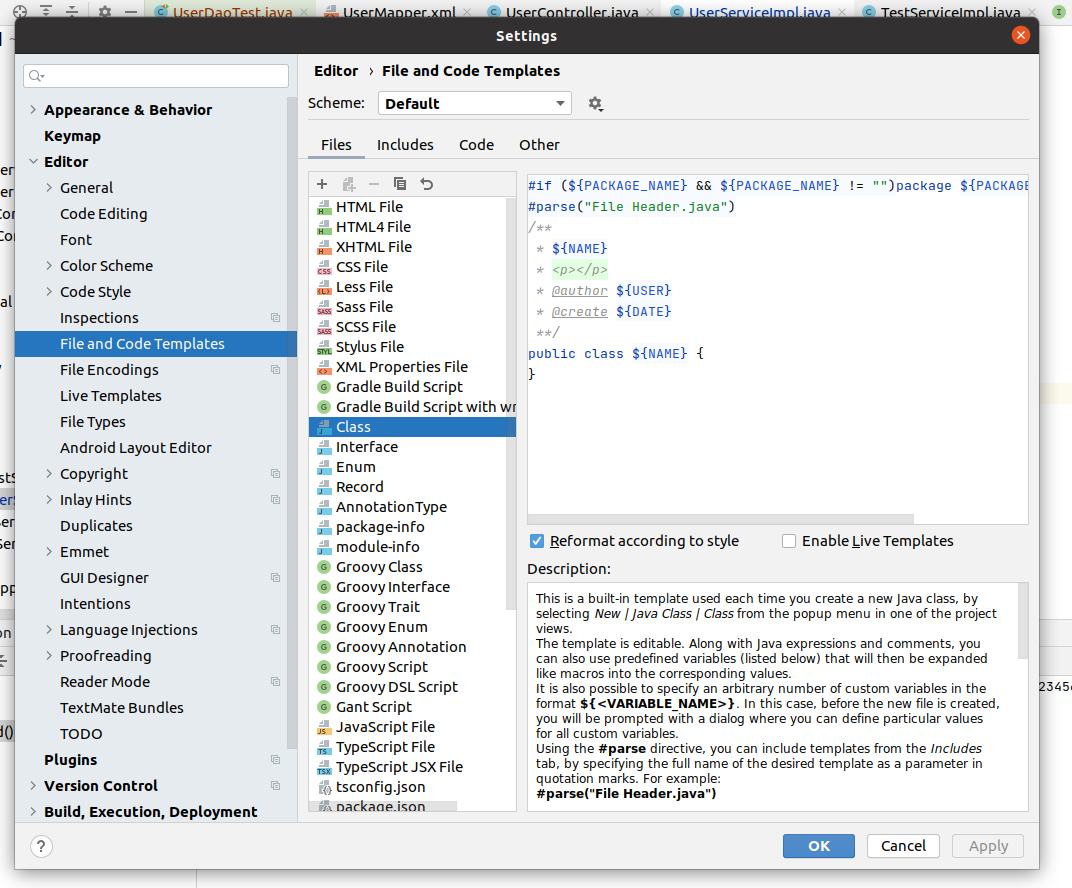 UserDaoTest.java
UserMapper.xml
UserController.java
UserServiceImpl.java
TestServiceImpl.java
Settings
Appearance & Behavior
Keymap
Editor
General
Code Editing
Font
Color Scheme
Code Style
Inspections
File and Code Templates
File Encodings
Live Templates
File Types
Android Layout Editor
Copyright
Inlay Hints
Duplicates
Emmet
GUI Designer
Intentions
Language Injections
Proofreading
Reader Mode
TextMate Bundles
TODO
Plugins
Version Control
Build, Execution, Deployment
?
Editor › File and Code Templates
Scheme: Default
Files Includes Code Other
HTML File
HTML4 File
XHTML File
CSS File
Less File
Sass File
SCSS File
Stylus File
XML Properties File
Gradle Build Script
Gradle Build Script with wr
Class
Interface
Enum
Record
AnnotationType
package-info
module-info
Groovy Class
Groovy Interface
Groovy Trait
Groovy Enum
Groovy Annotation
Groovy Script
Groovy DSL Script
Gant Script
JavaScript File
TypeScript File
TypeScript JSX File
tsconfig.json
package.json
#if (${PACKAGE_NAME} && ${PACKAGE_NAME} != "")package ${PACKAGE
#parse("File Header.java")
/**
* ${NAME}
* <p></p>
* @author ${USER}
* @create ${DATE}
**/
public class ${NAME} {
}
Reformat according to style
Enable Live Templates
Description:
This is a built-in template used each time you create a new Java class, by
selecting New | Java Class | Class from the popup menu in one of the project
views.
The template is editable. Along with Java expressions and comments, you
can also use predefined variables (listed below) that will then be expanded
like macros into the corresponding values.
It is also possible to specify an arbitrary number of custom variables in the
format ${<VARIABLE_NAME>}. In this case, before the new file is created,
you will be prompted with a dialog where you can define particular values
for all custom variables.
Using the #parse directive, you can include templates from the Includes
tab, by specifying the full name of the desired template as a parameter in
quotation marks. For example:
#parse("File Header.java")
OK
Cancel
Apply